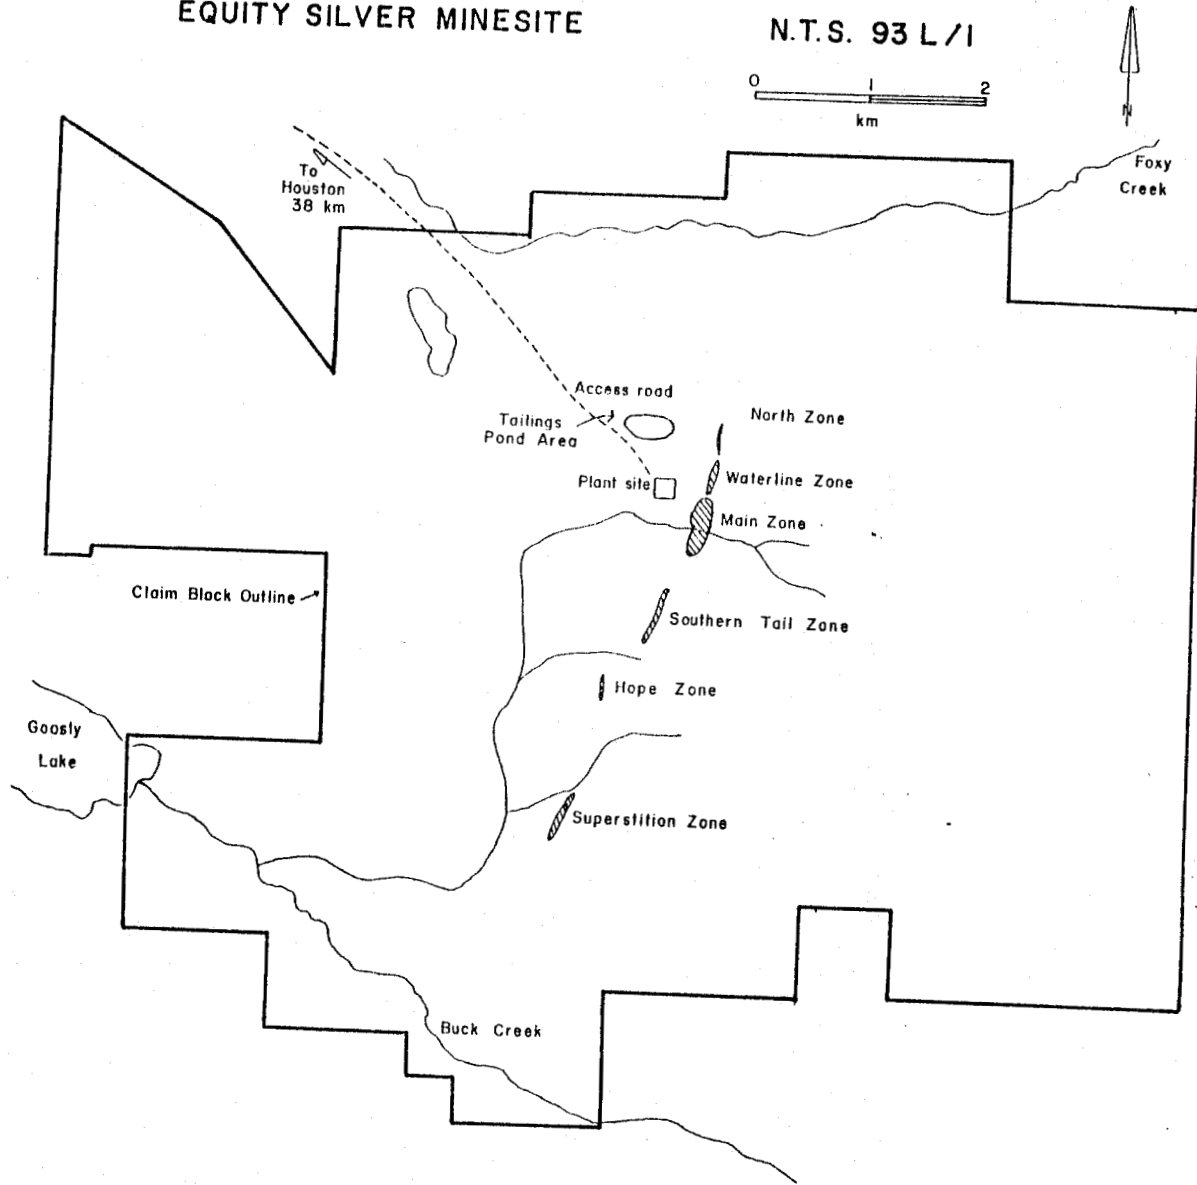 EQUITY SILVER MINESITE
N.T.S. 93 L/1
0 1 2
km
N
Foxy
Creek
To
Houston
38 km
Access road
Tailings
Pond Area
North Zone
Plant site
Waterline Zone
Main Zone
Claim Block Outline
Southern Tail Zone
Hope Zone
Goosly
Lake
Superstition Zone
Buck Creek